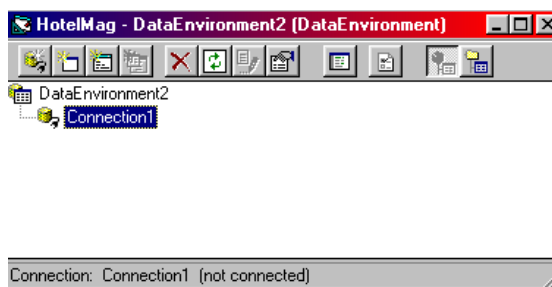 HotelMag - DataEnvironment2 (DataEnvironment)
DataEnvironment2
Connection1
Connection: Connection1 (not connected)